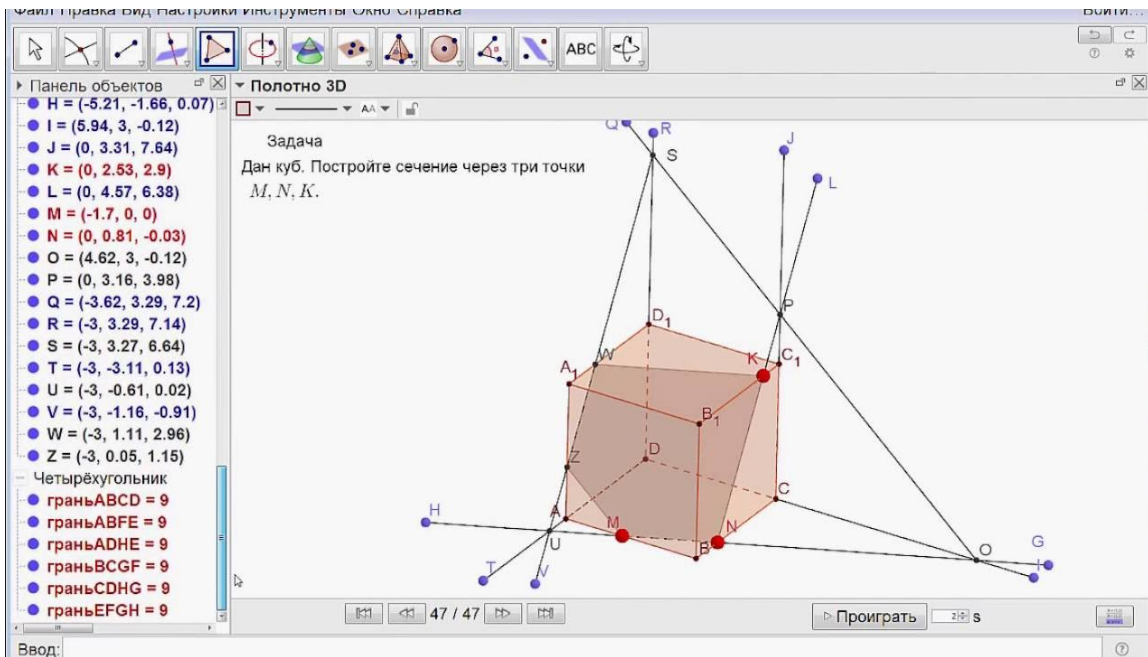 Файл Правка Вид Настройки Инструменты Окно Справка
Войти...
ABC
Панель объектов
H = (-5.21, -1.66, 0.07)
I = (5.94, 3, -0.12)
J = (0, 3.31, 7.64)
K = (0, 2.53, 2.9)
L = (0, 4.57, 6.38)
M = (-1.7, 0, 0)
N = (0, 0.81, -0.03)
O = (4.62, 3, -0.12)
P = (0, 3.16, 3.98)
Q = (-3.62, 3.29, 7.2)
R = (-3, 3.29, 7.14)
S = (-3, 3.27, 6.64)
T = (-3, -3.11, 0.13)
U = (-3, -0.61, 0.02)
V = (-3, -1.16, -0.91)
W = (-3, 1.11, 2.96)
Z = (-3, 0.05, 1.15)
Четырёхугольник
граньABCD = 9
граньABFE = 9
граньADHE = 9
граньBCGF = 9
граньCDHG = 9
граньEFGH = 9
Полотно 3D
AA
Задача
Дан куб. Постройте сечение через три точки
M, N, K.
Q
R
S
J
L
P
D₁
W
K
C₁
A₁
B₁
D
Z
C
H
A
M
N
U
B
O
G
T
V
I
47 / 47
Проиграть
2
s
Ввод: